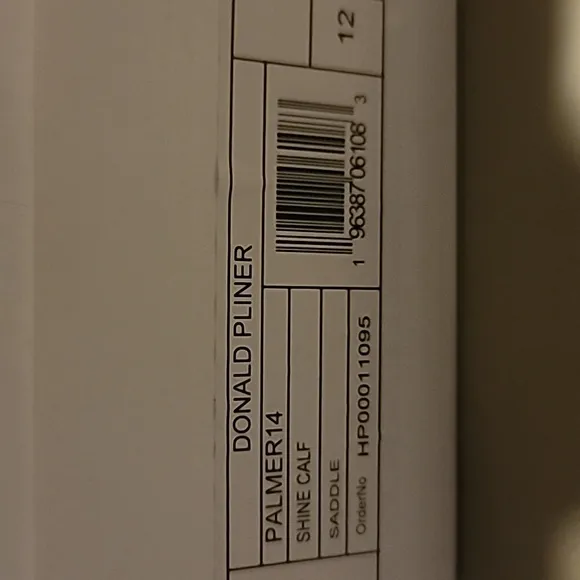 DONALD PLINER
PALMER14
SHINE CALF
SADDLE
OrderNo HP00011095
1 96387 06108 3
12